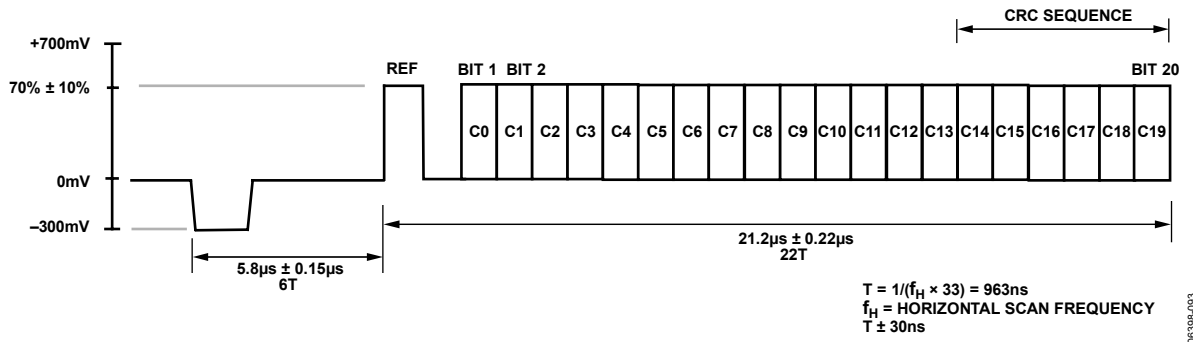 CRC SEQUENCE
+700mV
REF
BIT 1 BIT 2
BIT 20
70% ± 10%
C0 C1 C2 C3 C4 C5 C6 C7 C8 C9 C10 C11 C12 C13 C14 C15 C16 C17 C18 C19
0mV
–300mV
21.2µs ± 0.22µs
22T
5.8µs ± 0.15µs
6T
T = 1/(fH × 33) = 963ns
fH = HORIZONTAL SCAN FREQUENCY
T ± 30ns
06398-093